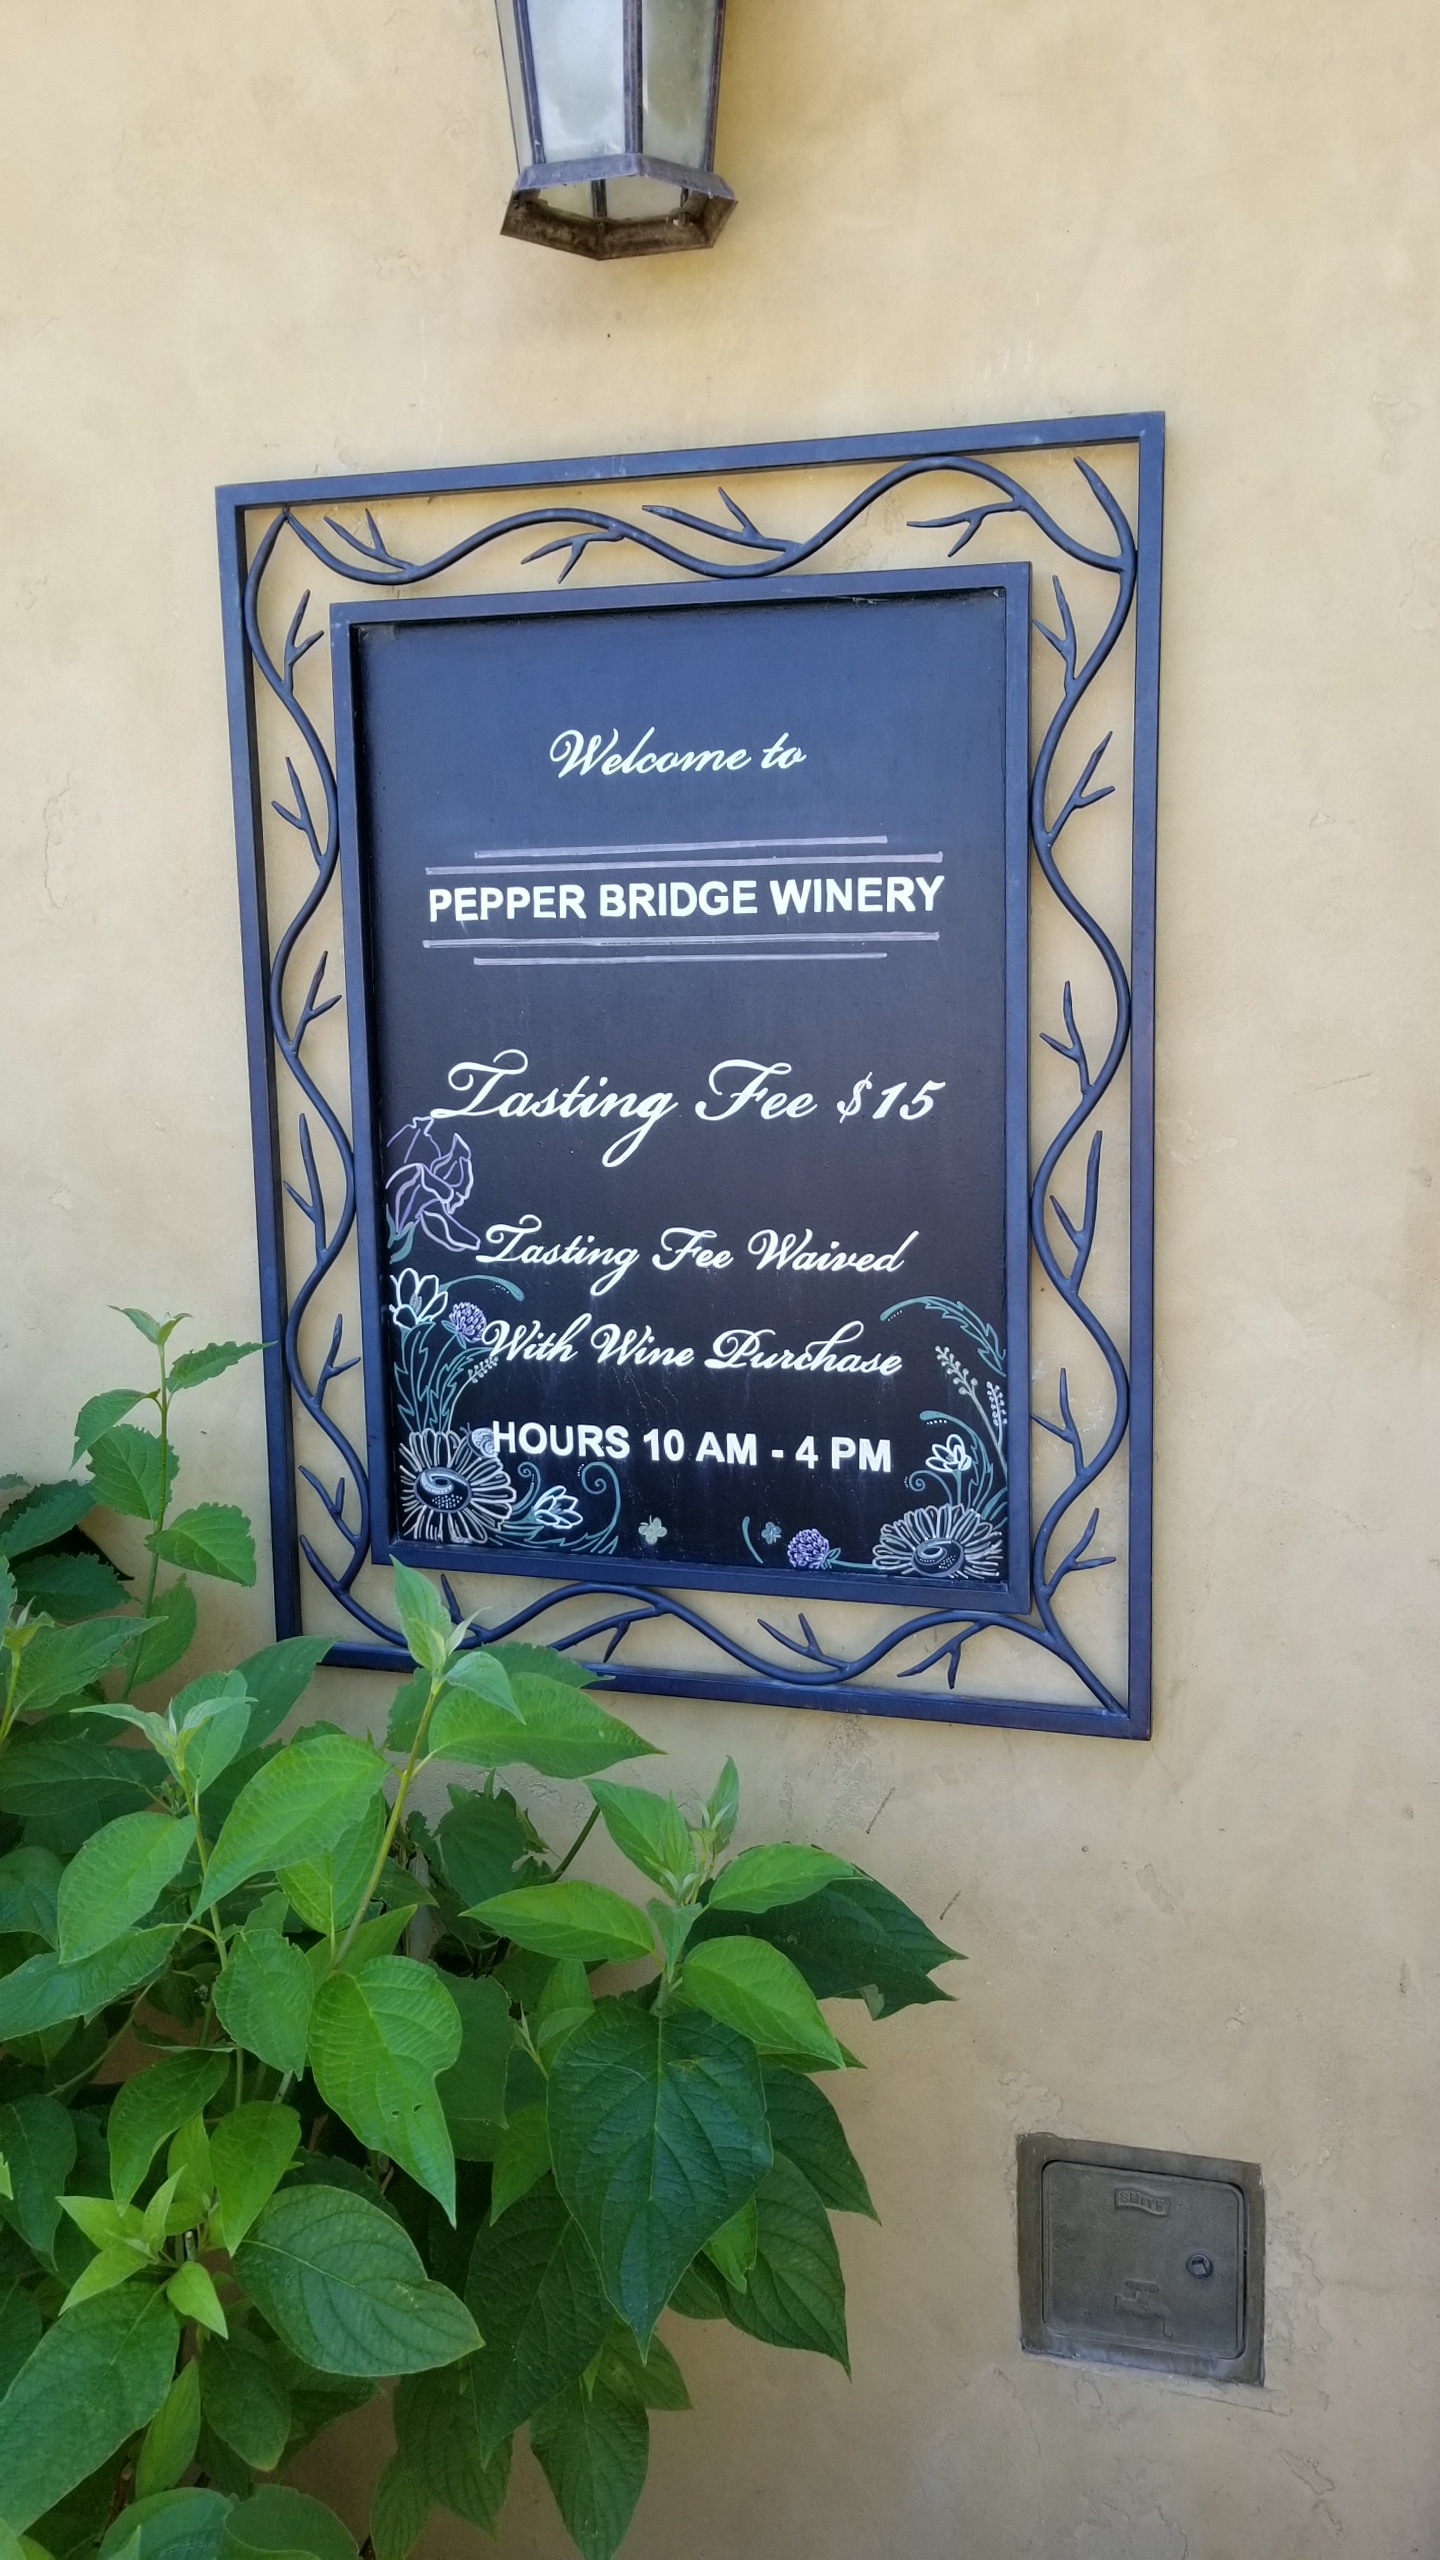 Welcome to
PEPPER BRIDGE WINERY
Tasting Fee $15
Tasting Fee Waived
With Wine Purchase
HOURS 10 AM - 4 PM
SMITH